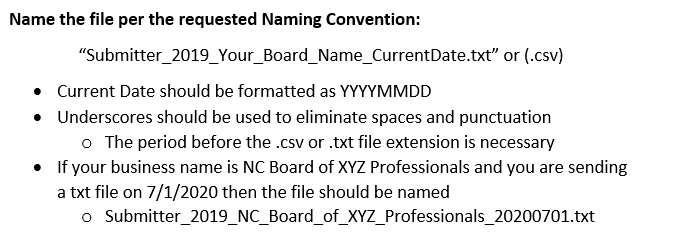 Name the file per the requested Naming Convention:
“Submitter_2019_Your_Board_Name_CurrentDate.txt” or (.csv)
• Current Date should be formatted as YYYYMMDD
• Underscores should be used to eliminate spaces and punctuation
o The period before the .csv or .txt file extension is necessary
• If your business name is NC Board of XYZ Professionals and you are sending
a txt file on 7/1/2020 then the file should be named
o Submitter_2019_NC_Board_of_XYZ_Professionals_20200701.txt